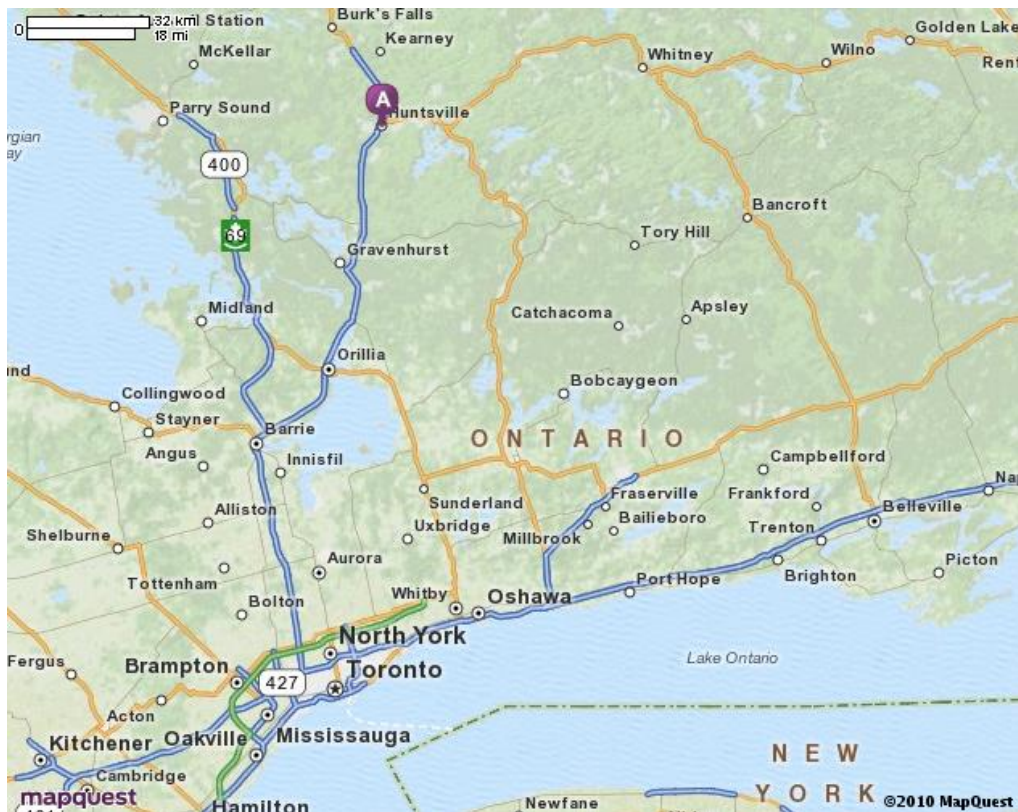 Burk's Falls
0
32 km
18 mi
Kearney
McKellar
Whitney
Wilno
Golden Lake
Parry Sound
A
Huntsville
400
69
Gravenhurst
Tory Hill
Bancroft
Midland
Catchacoma
Apsley
Orillia
Collingwood
Stayner
Bobcaygeon
Barrie
ONTARIO
Angus
Innisfil
Campbellford
Sunderland
Fraserville
Frankford
Alliston
Uxbridge
Bailieboro
Belleville
Shelburne
Millbrook
Trenton
Aurora
Tottenham
Whitby
Port Hope
Brighton
Picton
Bolton
Oshawa
North York
Fergus
Brampton
Toronto
Lake Ontario
427
Acton
Kitchener
Oakville
Mississauga
NEW
YORK
Cambridge
mapquest
Hamilton
Newfane
©2010 MapQuest